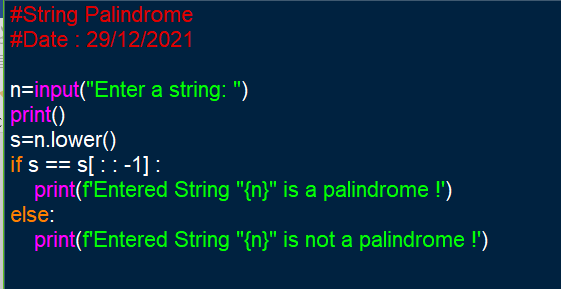 #String Palindrome
#Date : 29/12/2021
n=input("Enter a string: ")
print()
s=n.lower()
if s == s[ : : -1] :
    print(f'Entered String "{n}" is a palindrome !')
else:
    print(f'Entered String "{n}" is not a palindrome !')